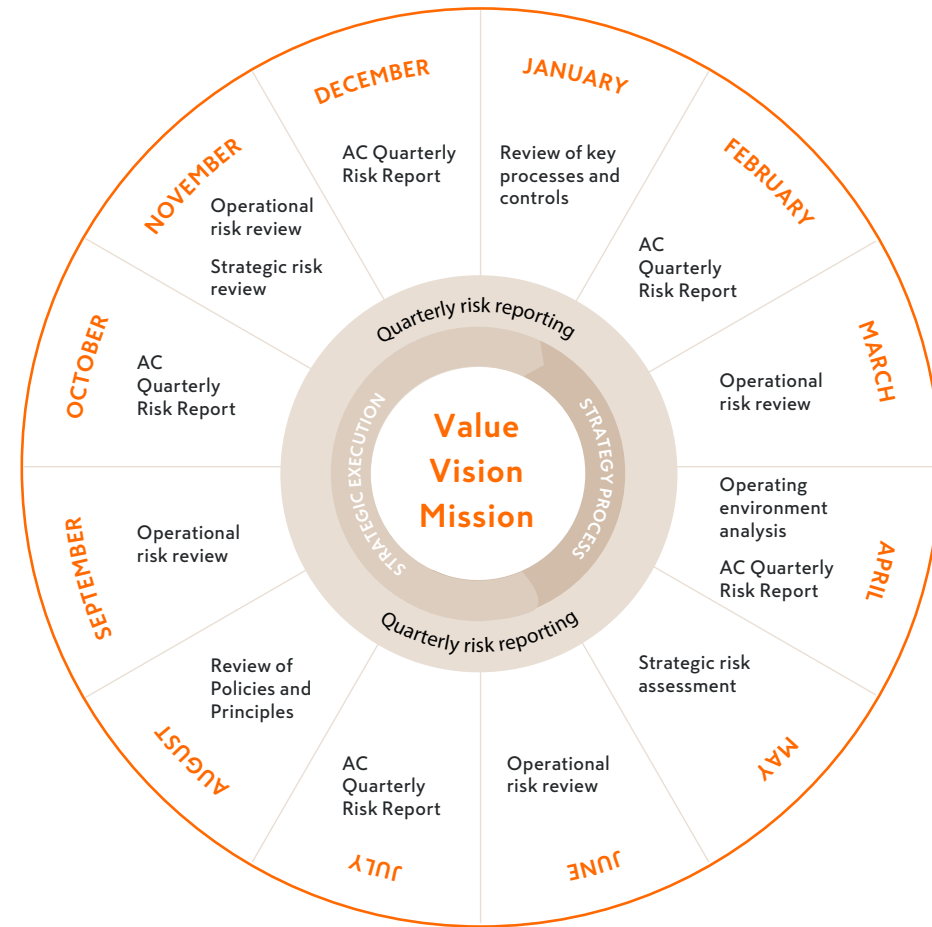 JANUARY
Review of key
processes and
controls
FEBRUARY
AC
Quarterly
Risk Report
MARCH
Operational
risk review
APRIL
Operating
environment
analysis
AC Quarterly
Risk Report
MAY
Strategic risk
assessment
JUNE
Operational
risk review
JULY
AC
Quarterly
Risk Report
AUGUST
Review of
Policies and
Principles
SEPTEMBER
Operational
risk review
OCTOBER
AC
Quarterly
Risk Report
NOVEMBER
Operational
risk review
Strategic risk
review
DECEMBER
AC Quarterly
Risk Report
Quarterly risk reporting
STRATEGY PROCESS
STRATEGIC EXECUTION
Value
Vision
Mission
Quarterly risk reporting